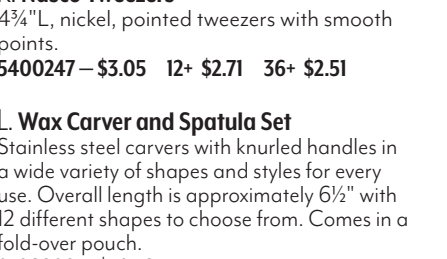 4¾"L, nickel, pointed tweezers with smooth
points.
5400247 — $3.05 12+ $2.71 36+ $2.51
L. Wax Carver and Spatula Set
Stainless steel carvers with knurled handles in
a wide variety of shapes and styles for every
use. Overall length is approximately 6½" with
12 different shapes to choose from. Comes in a
fold-over pouch.